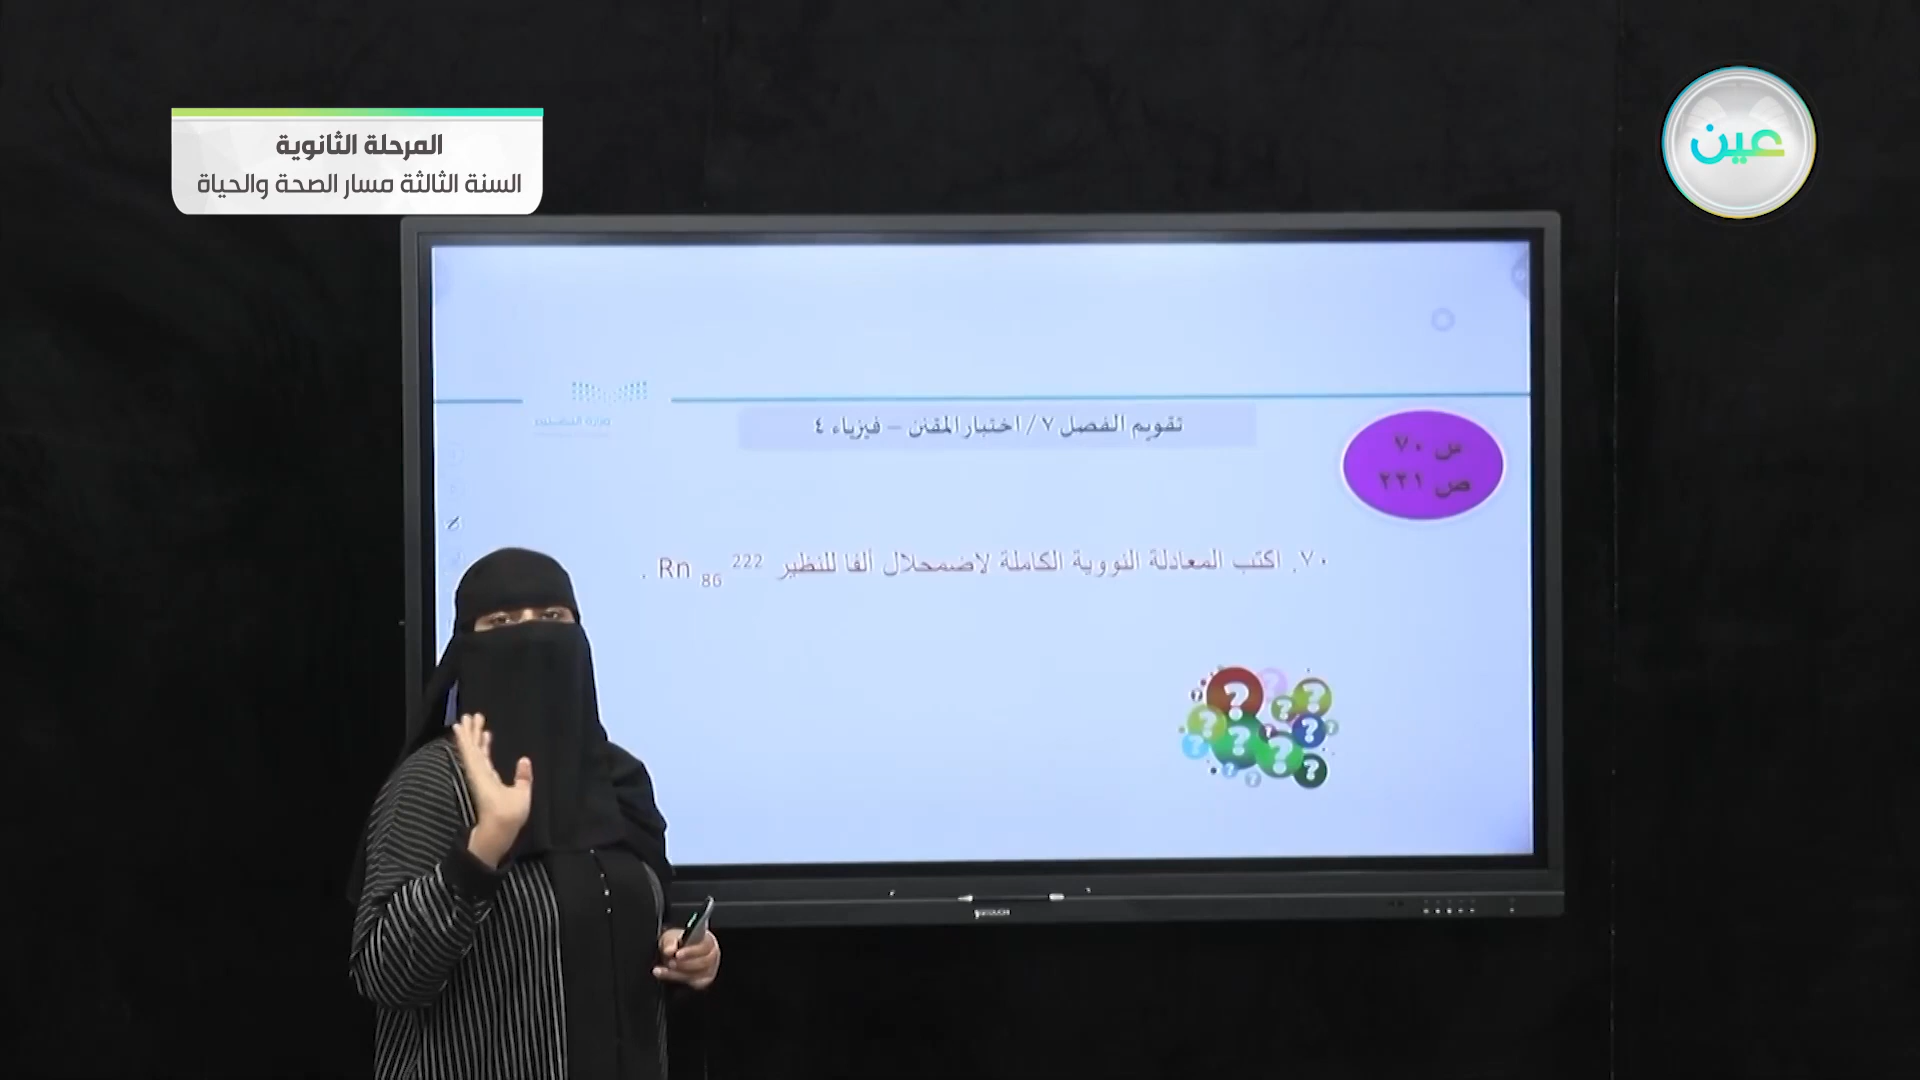 المرحلة الثانوية
السنة الثالثة مسار الصحة والحياة
عين
تقويم الفصل ٧ / اختبار المقنن – فيزياء ٤
س ٧٠
ص ٢٢١
٧٠. اكتب المعادلة النووية الكاملة لاضمحلال ألفا للنظير ²²² ₈₆ Rn .